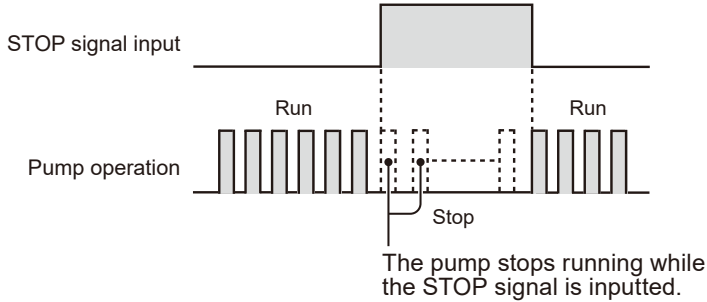 STOP signal input
Run
Run
Pump operation
Stop
The pump stops running while
the STOP signal is inputted.